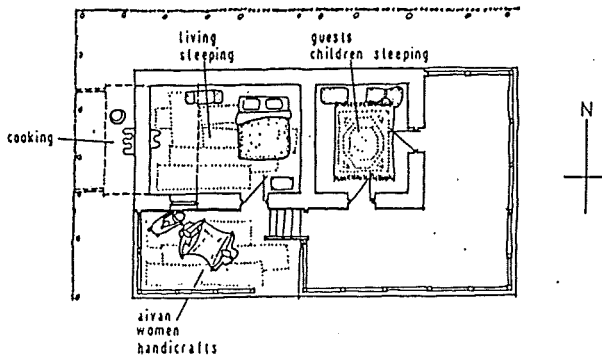 living
sleeping
guests
children sleeping
cooking
N
aivan
women
handicrafts